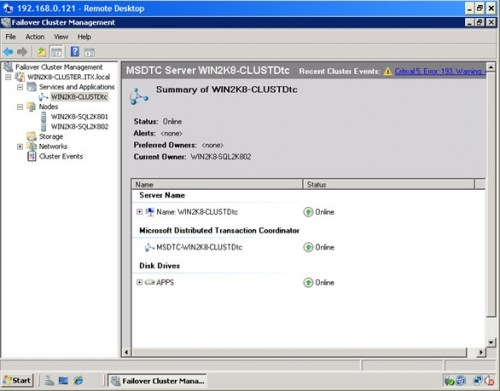 192.168.0.121 - Remote Desktop
Failover Cluster Management
File Action View Help
Failover Cluster Management
WIN2K8-CLUSTER.ITX.local
Services and Applications
WIN2K8-CLUSTDtc
Nodes
WIN2K8-SQL2K801
WIN2K8-SQL2K802
Storage
Networks
Cluster Events
MSDTC Server WIN2K8-CLUSTDtc Recent Cluster Events: Critical 5, Error: 193, Warning
Summary of WIN2K8-CLUSTDtc
Status: Online
Alerts: <none>
Preferred Owners: <none>
Current Owner: WIN2K8-SQL2K802
Name Status
Server Name
Name: WIN2K8-CLUSTDtc Online
Microsoft Distributed Transaction Coordinator
MSDTC-WIN2K8-CLUSTDtc Online
Disk Drives
APPS Online
Start Failover Cluster Mana...